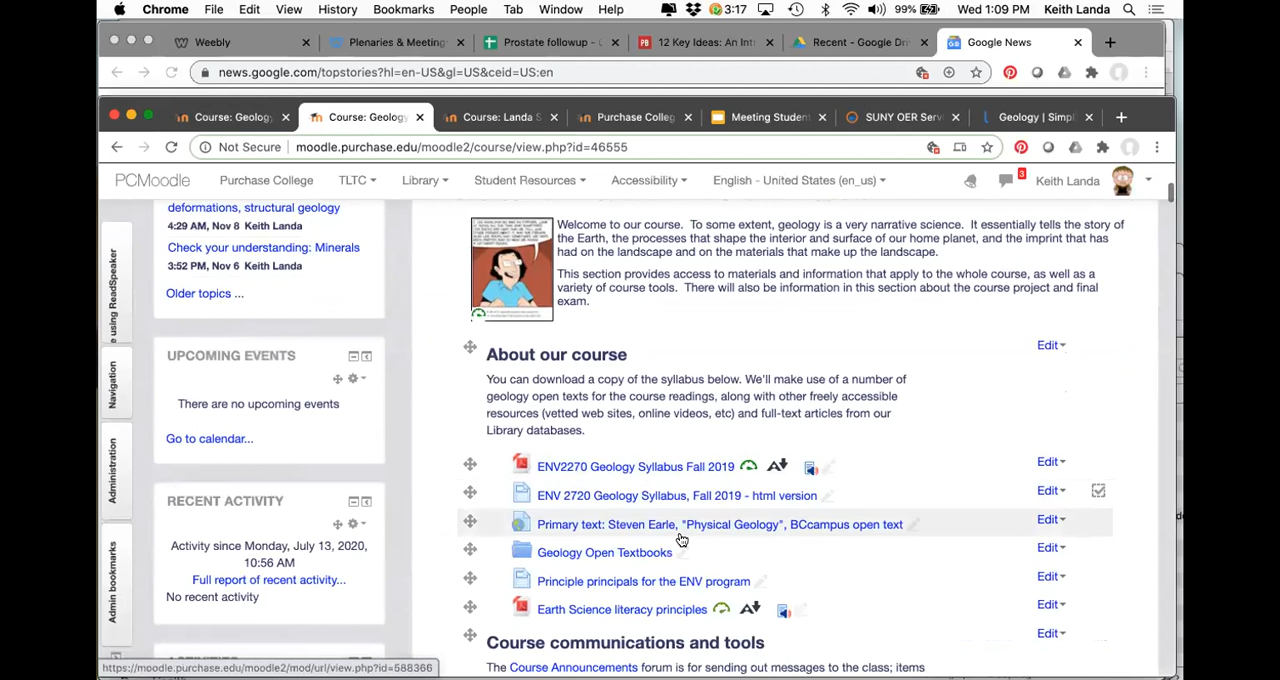 Chrome File Edit View History Bookmarks People Tab Window Help 3:17 99% Wed 1:09 PM Keith Landa
Weebly Plenaries & Meeting Prostate followup - 12 Key Ideas: An Int Recent - Google Dri Google News
news.google.com/topstories?hl=en-US&gl=US&ceid=US:en
Course: Geology Course: Geology Course: Landa S Purchase Colleg Meeting Student SUNY OER Serv Geology | Simpl
Not Secure moodle.purchase.edu/moodle2/course/view.php?id=46555
PCMoodle Purchase College TLTC Library Student Resources Accessibility English - United States (en_us) 3 Keith Landa
deformations, structural geology
4:29 AM, Nov 8 Keith Landa
Check your understanding: Minerals
3:52 PM, Nov 6 Keith Landa
Older topics ...
UPCOMING EVENTS
There are no upcoming events
Go to calendar...
RECENT ACTIVITY
Activity since Monday, July 13, 2020,
10:56 AM
Full report of recent activity...
No recent activity
e using ReadSpeaker
Navigation
Administration
Admin bookmarks
Welcome to our course. To some extent, geology is a very narrative science. It essentially tells the story of
the Earth, the processes that shape the interior and surface of our home planet, and the imprint that has
had on the landscape and on the materials that make up the landscape.
This section provides access to materials and information that apply to the whole course, as well as a
variety of course tools. There will also be information in this section about the course project and final
exam.
About our course Edit
You can download a copy of the syllabus below. We'll make use of a number of
geology open texts for the course readings, along with other freely accessible
resources (vetted web sites, online videos, etc) and full-text articles from our
Library databases.
ENV2270 Geology Syllabus Fall 2019 Edit
ENV 2720 Geology Syllabus, Fall 2019 - html version Edit
Primary text: Steven Earle, "Physical Geology", BCcampus open text Edit
Geology Open Textbooks Edit
Principle principals for the ENV program Edit
Earth Science literacy principles Edit
Course communications and tools Edit
The Course Announcements forum is for sending out messages to the class; items
https://moodle.purchase.edu/moodle2/mod/url/view.php?id=588366